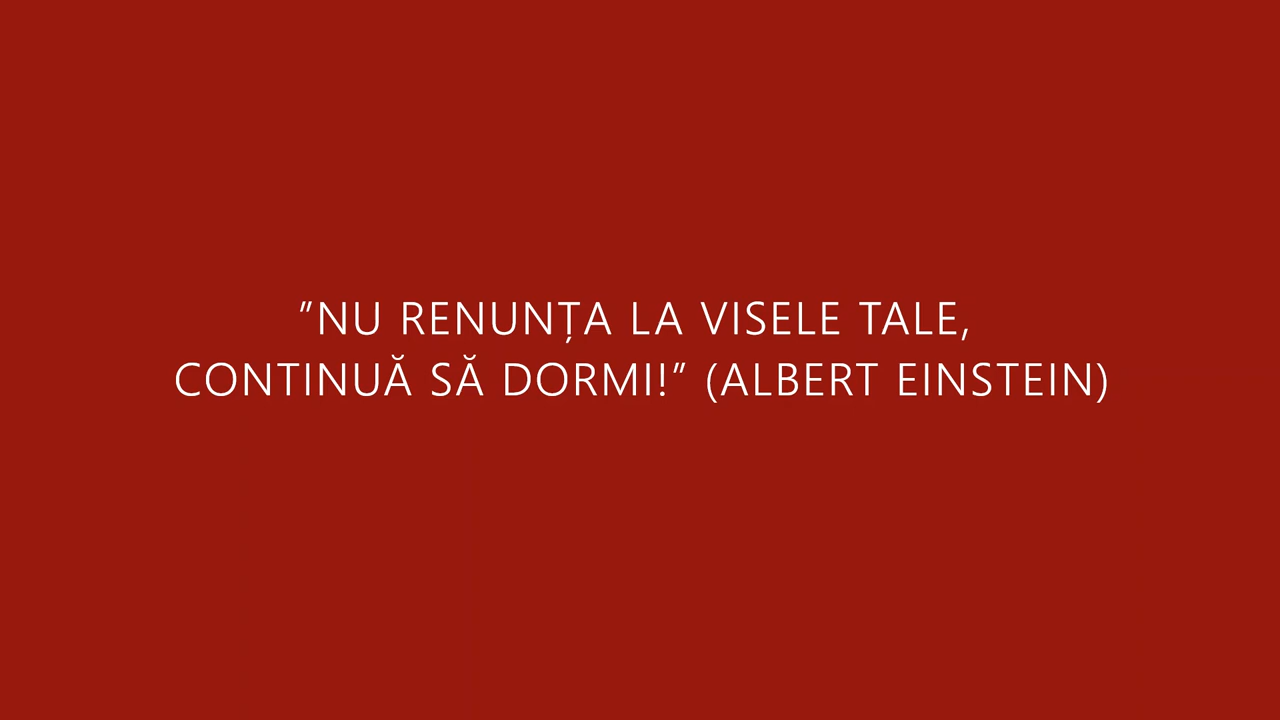 ”NU RENUNȚA LA VISELE TALE,
CONTINUĂ SĂ DORMI!” (ALBERT EINSTEIN)